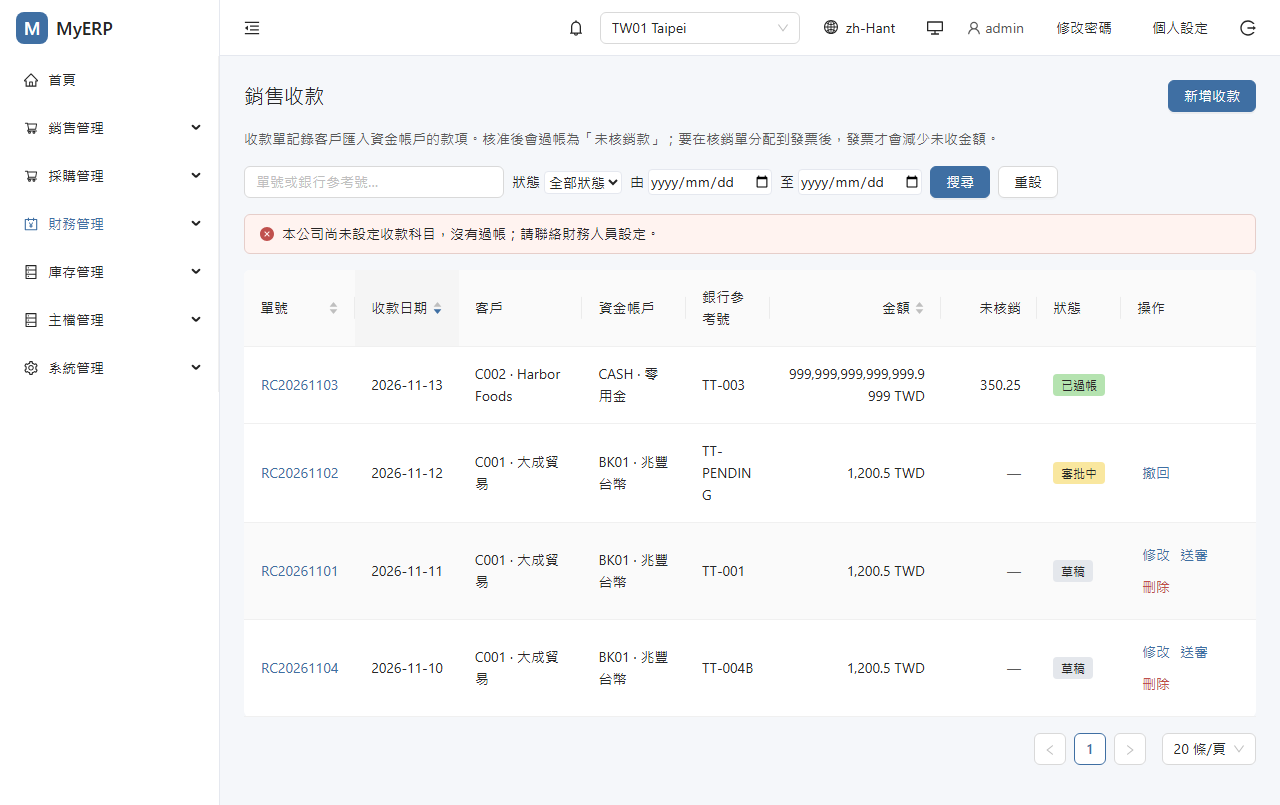 M MyERP
TW01 Taipei
zh-Hant
admin
修改密碼
個人設定
首頁
銷售管理
採購管理
財務管理
庫存管理
主檔管理
系統管理
銷售收款
新增收款
收款單記錄客戶匯入資金帳戶的款項。核准後會過帳為「未核銷款」；要在核銷單分配到發票後，發票才會減少未收金額。
單號或銀行參考號... 狀態 全部狀態 由 yyyy/mm/dd 至 yyyy/mm/dd 搜尋 重設
本公司尚未設定收款科目，沒有過帳；請聯絡財務人員設定。
單號 收款日期 客戶 資金帳戶 銀行參
考號 金額 未核銷 狀態 操作
RC20261103 2026-11-13 C002 · Harbor
Foods CASH · 零
用金 TT-003 999,999,999,999,999.9
999 TWD 350.25 已過帳
RC20261102 2026-11-12 C001 · 大成貿
易 BK01 · 兆豐
台幣 TT-
PENDIN
G 1,200.5 TWD — 審批中 撤回
RC20261101 2026-11-11 C001 · 大成貿
易 BK01 · 兆豐
台幣 TT-001 1,200.5 TWD — 草稿 修改 送審
刪除
RC20261104 2026-11-10 C001 · 大成貿
易 BK01 · 兆豐
台幣 TT-004B 1,200.5 TWD — 草稿 修改 送審
刪除
1 20 條/頁